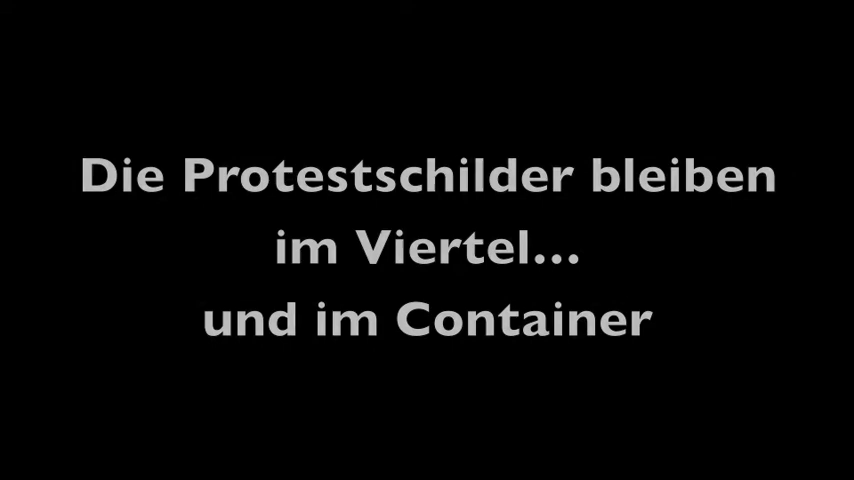 Die Protestschilder bleiben
im Viertel...
und im Container